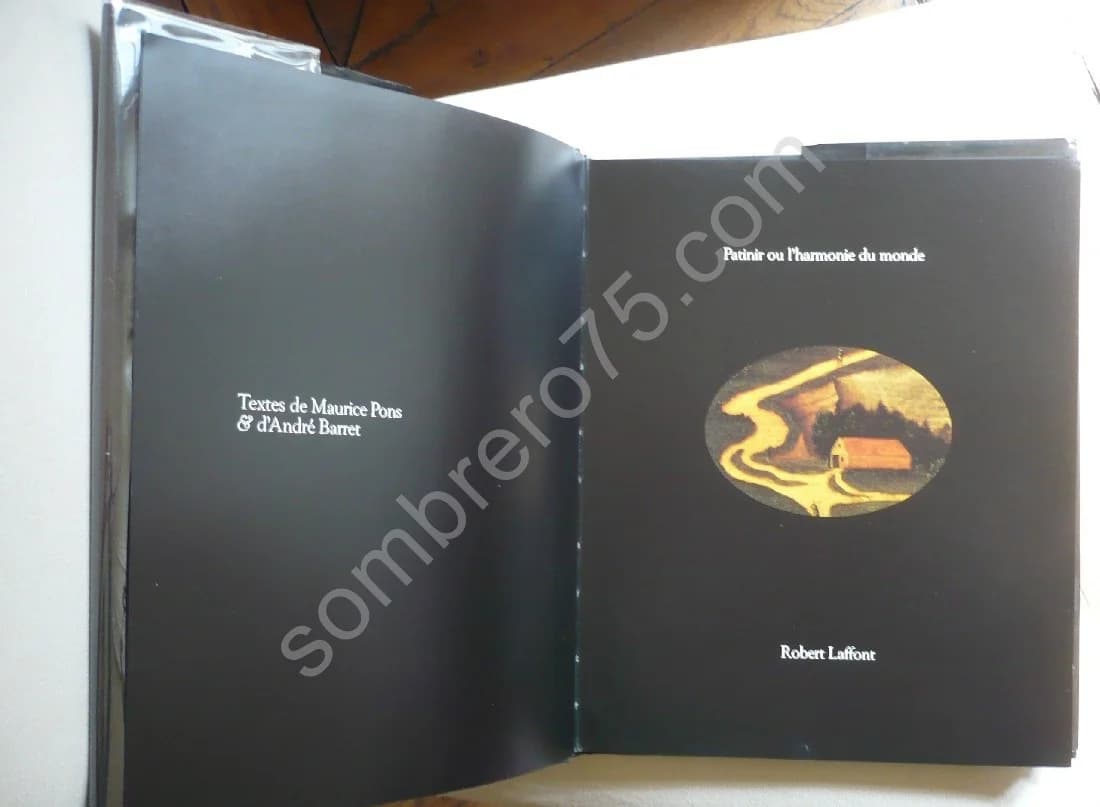 Textes de Maurice Pons
& d'André Barret
Patinir ou l'harmonie du monde
Robert Laffont
sombrero75.com